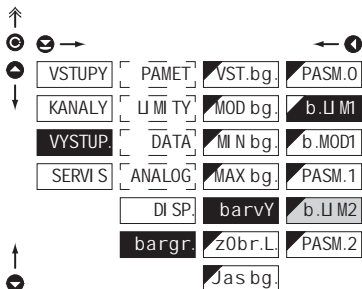 VSTUPY PAMET VST.bg. PASM.0
KANALY LIMITY MOD bg. b.LIM1
VYSTUP. DATA MIN bg. b.MOD1
SERVIS ANALOG MAX bg. PASM.1
DISP. barvY b.LIM2
bargr. zObr.L. PASM.2
Jas bg.